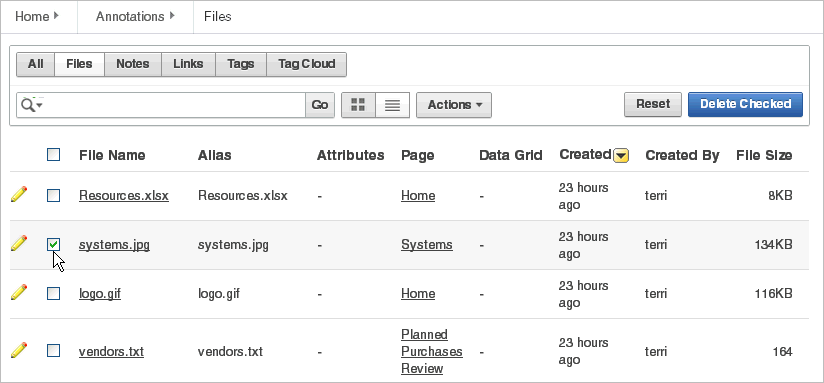 Home Annotations Files
All Files Notes Links Tags Tag Cloud
Go Actions Reset Delete Checked
File Name Alias Attributes Page Data Grid Created Created By File Size
Resources.xlsx Resources.xlsx - Home - 23 hours ago terri 8KB
systems.jpg systems.jpg - Systems - 23 hours ago terri 134KB
logo.gif logo.gif - Home - 23 hours ago terri 116KB
vendors.txt vendors.txt - Planned Purchases Review - 23 hours ago terri 164